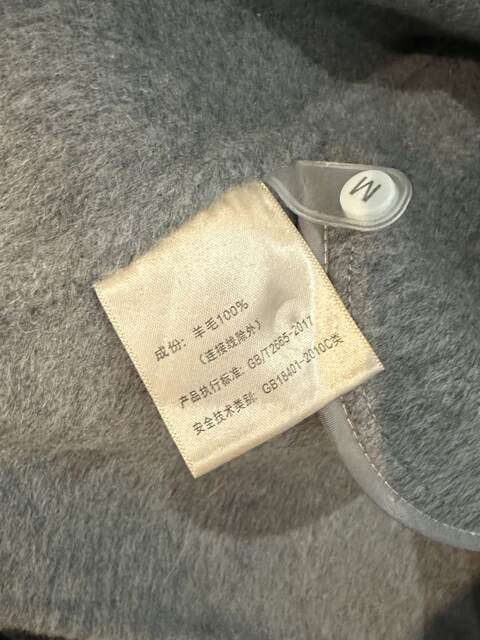 成份：羊毛100%
（连接线除外）
产品执行标准：GB/T2665-2017
安全技术类别：GB18401-2010C类
M